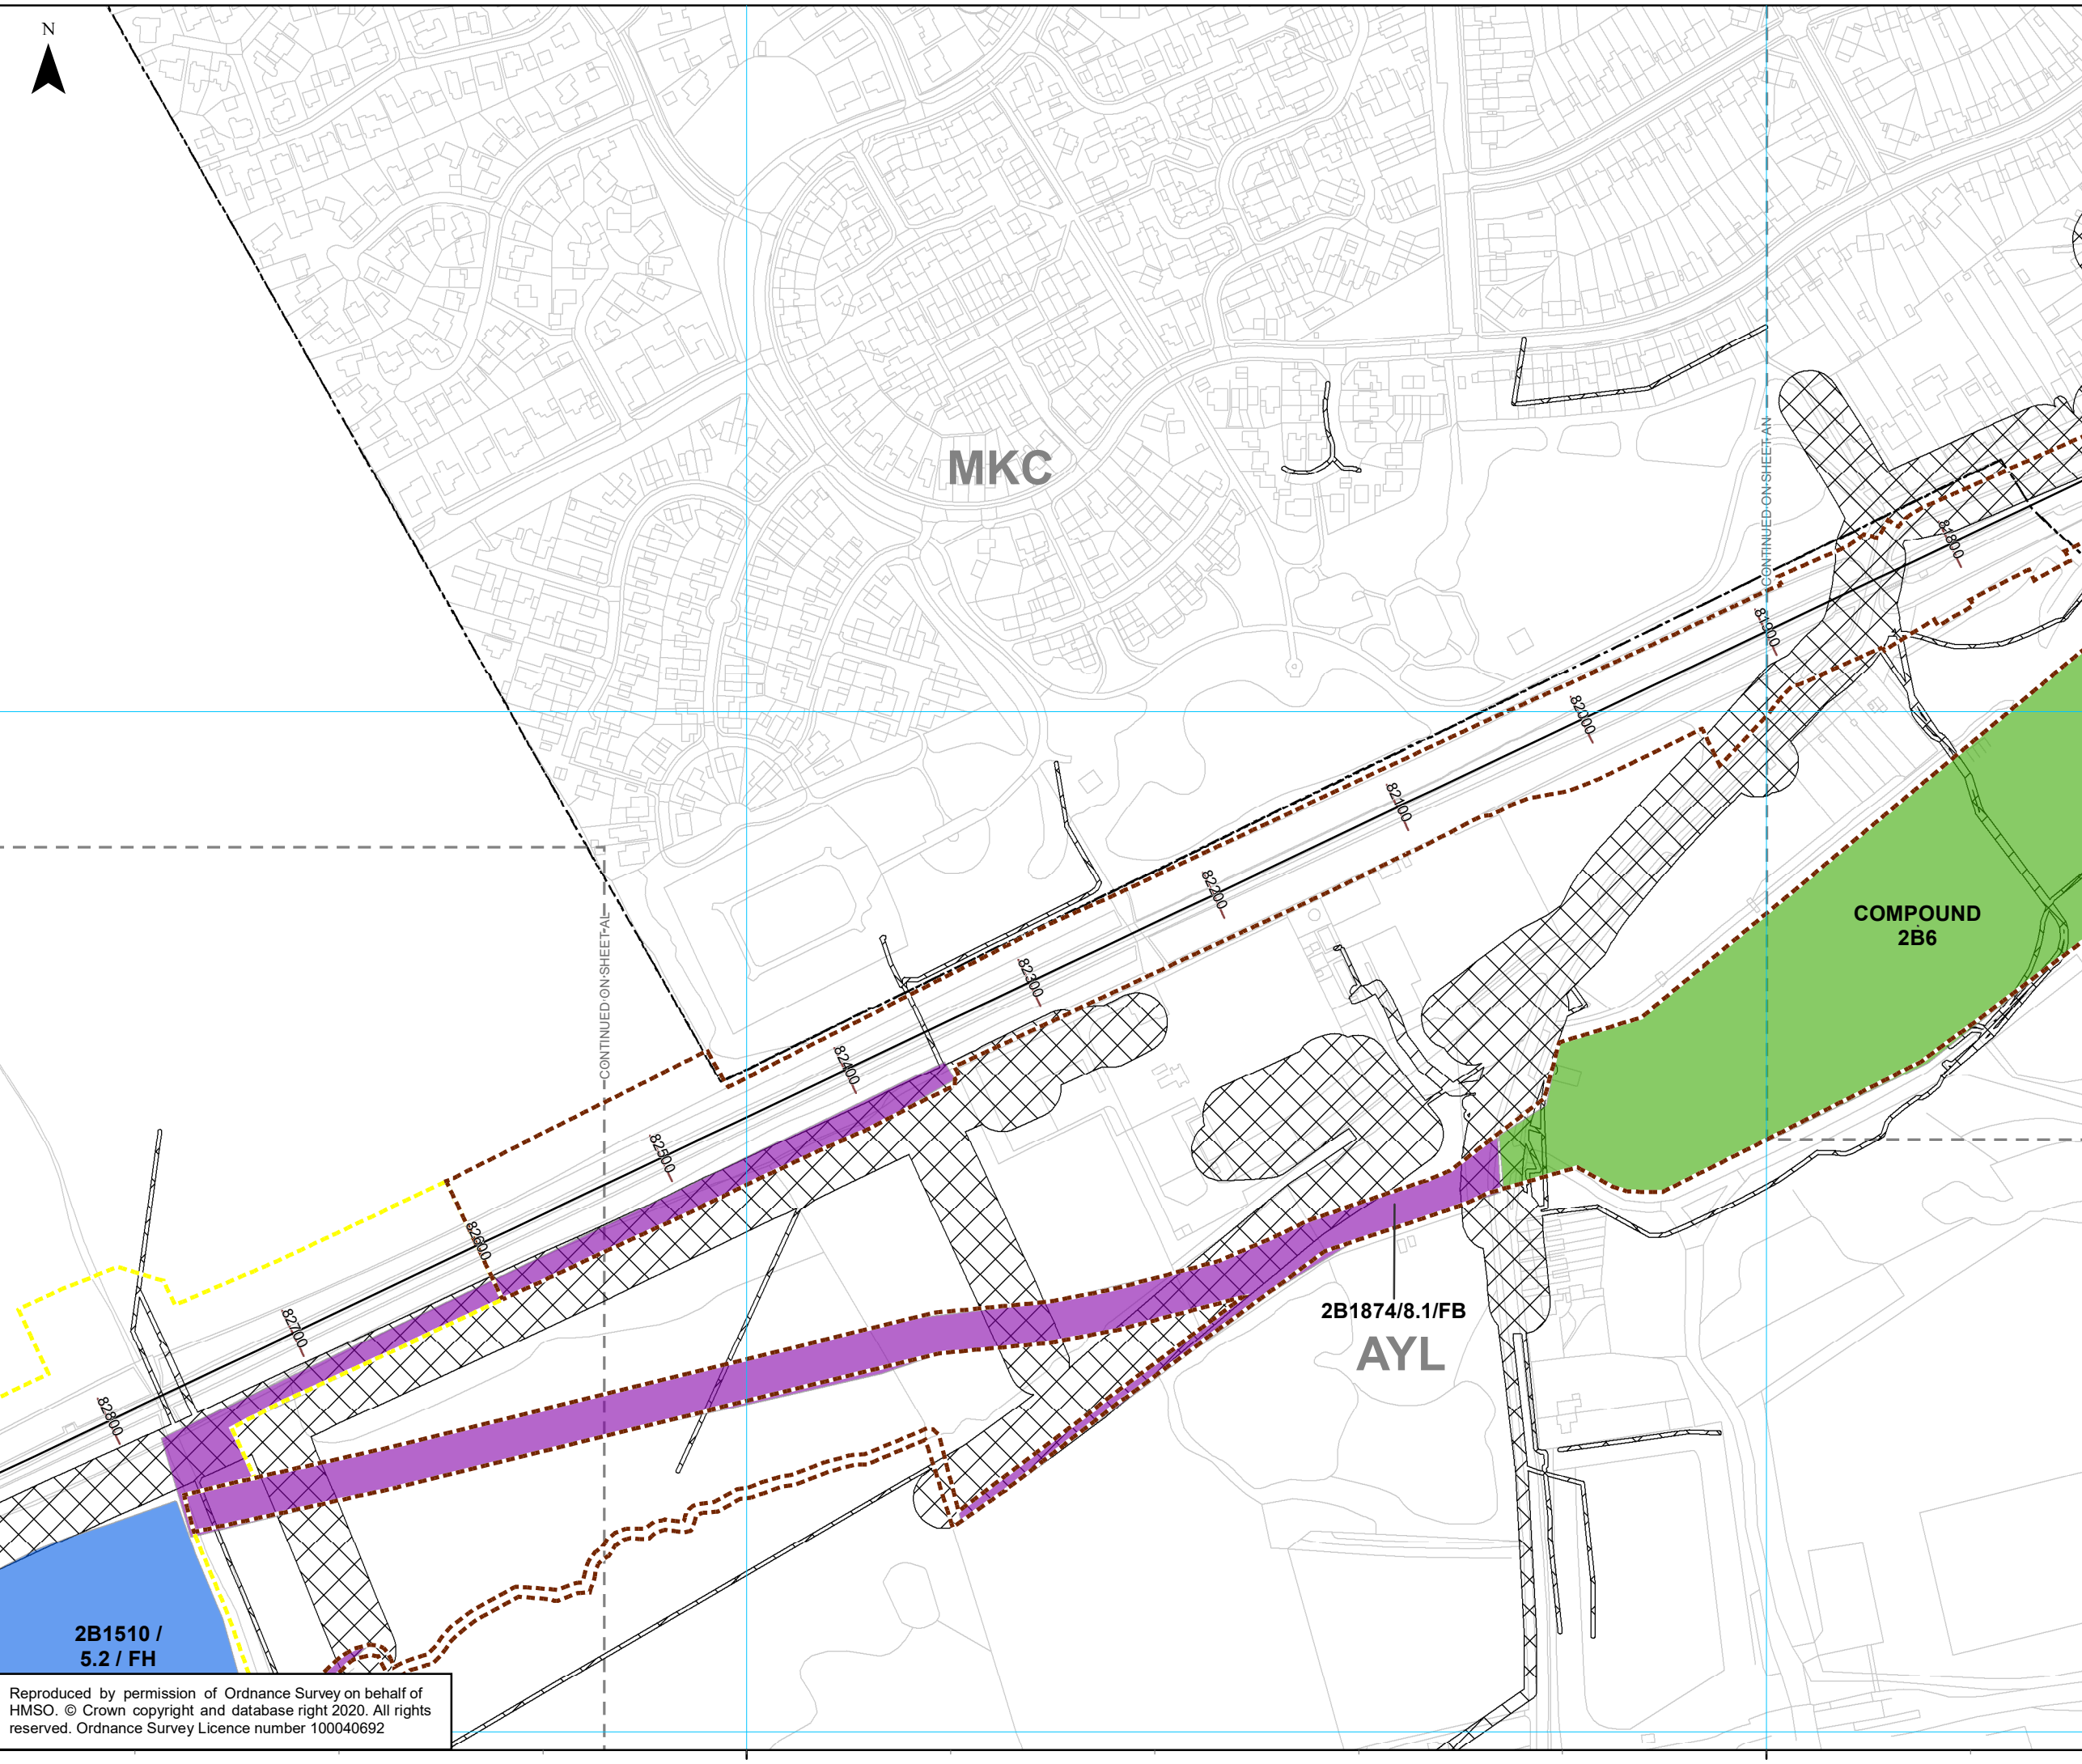 N
MKC
CONTINUED ON SHEET AN
81800
81900
82000
82100
82200
82300
82400
82500
82600
82700
82800
CONTINUED ON SHEET AL
COMPOUND
2B6
2B1874/8.1/FB
AYL
2B1510 /
5.2 / FH
Reproduced by permission of Ordnance Survey on behalf of
HMSO. © Crown copyright and database right 2020. All rights
reserved. Ordnance Survey Licence number 100040692